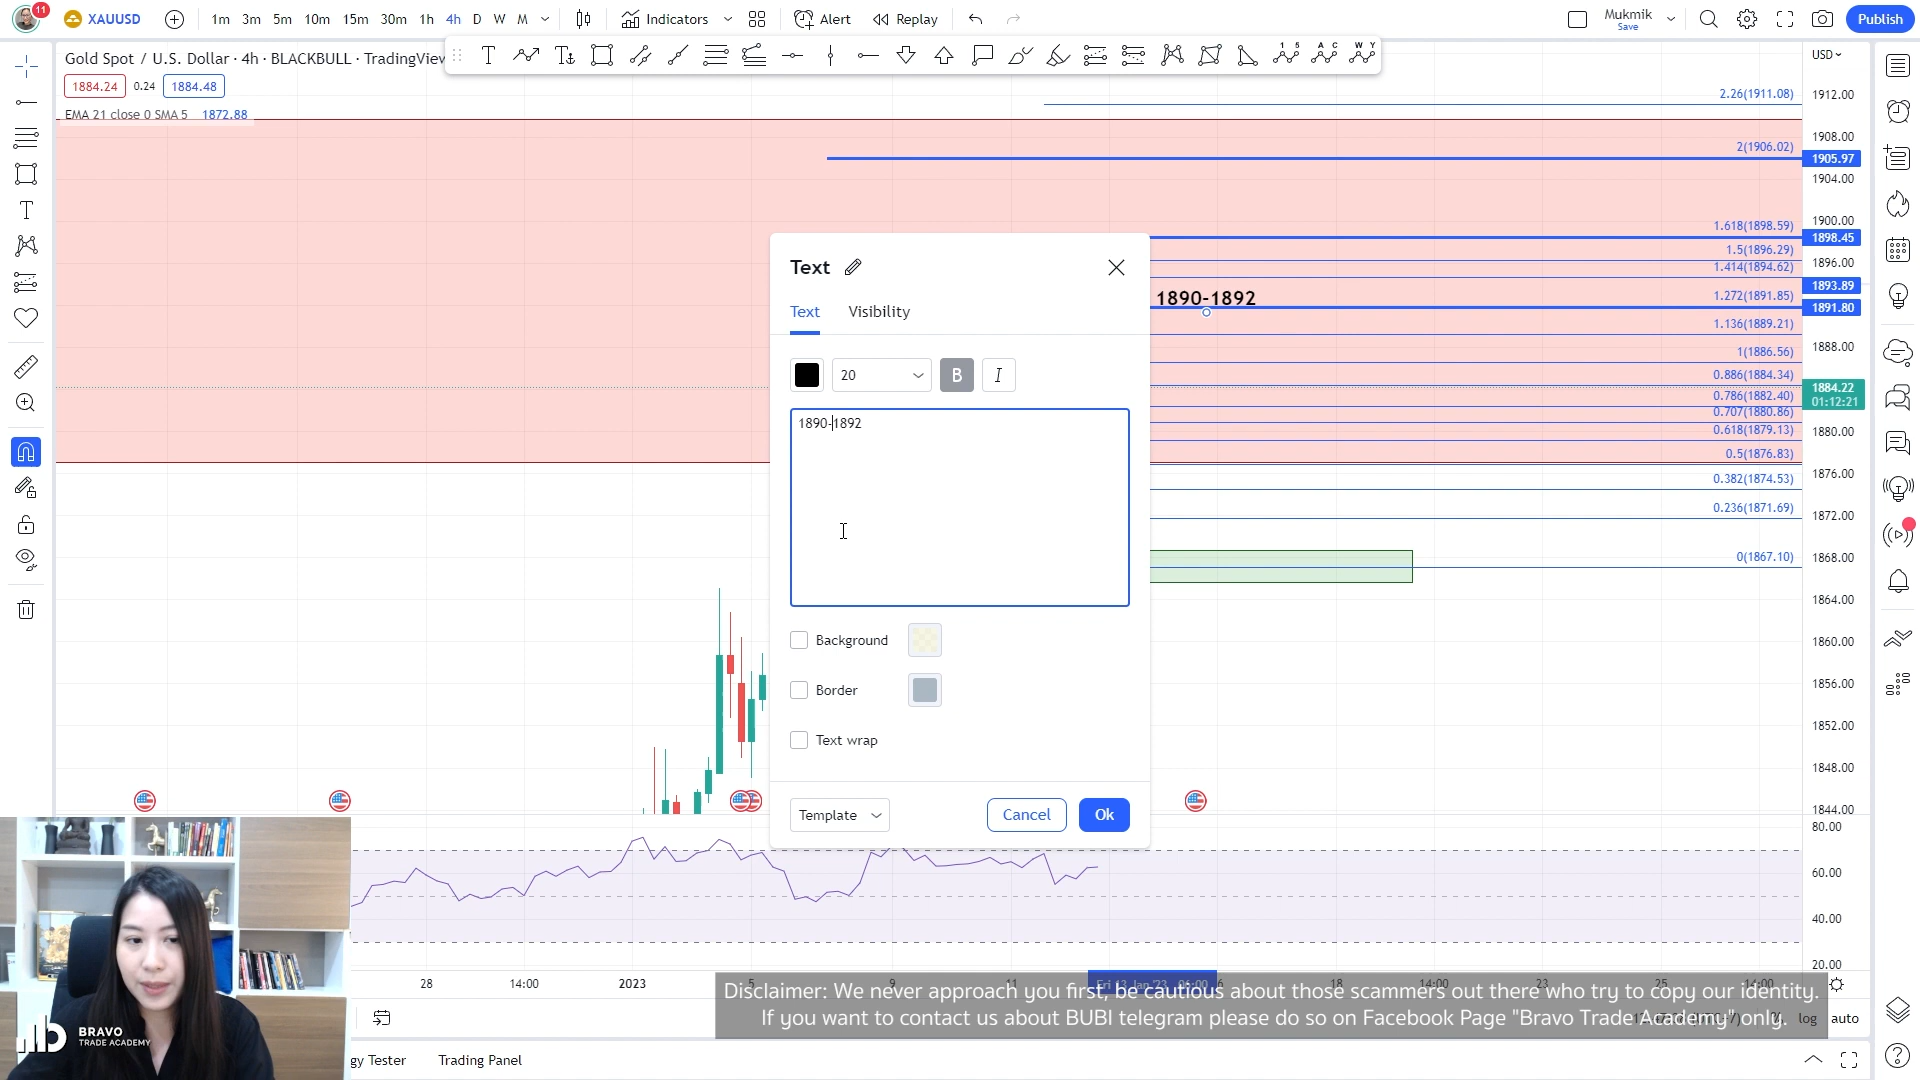 11
XAUUSD
1m 3m 5m 10m 15m 30m 1h 4h D W M
Indicators
Alert
Replay
Mukmik
Save
Publish
Gold Spot / U.S. Dollar · 4h · BLACKBULL · TradingView
USD
1884.24 0.24 1884.48
EMA 21 close 0 SMA 5 1872.88
2.26(1911.08)
1912.00
1908.00
2(1906.02)
1905.97
1904.00
1900.00
1.618(1898.59)
1898.45
1.5(1896.29)
1896.00
1.414(1894.62)
1893.89
1890-1892
1.272(1891.85)
1891.80
1.136(1889.21)
1888.00
1(1886.56)
0.886(1884.34)
1884.22
01:12:21
0.786(1882.40)
0.707(1880.86)
0.618(1879.13)
1880.00
0.5(1876.83)
1876.00
0.382(1874.53)
0.236(1871.69)
1872.00
0(1867.10)
1868.00
1864.00
1860.00
1856.00
1852.00
1848.00
1844.00
Text
Text
Visibility
20
B
I
1890-1892
Background
Border
Text wrap
Template
Cancel
Ok
80.00
60.00
40.00
20.00
28 14:00 2023 5 9 11 18 14:00 23 25
Disclaimer: We never approach you first, be cautious about those scammers out there who try to copy our identity.
If you want to contact us about BUBI telegram please do so on Facebook Page "Bravo Trade Academy" only.
log
auto
BRAVO
TRADE ACADEMY
gy Tester
Trading Panel